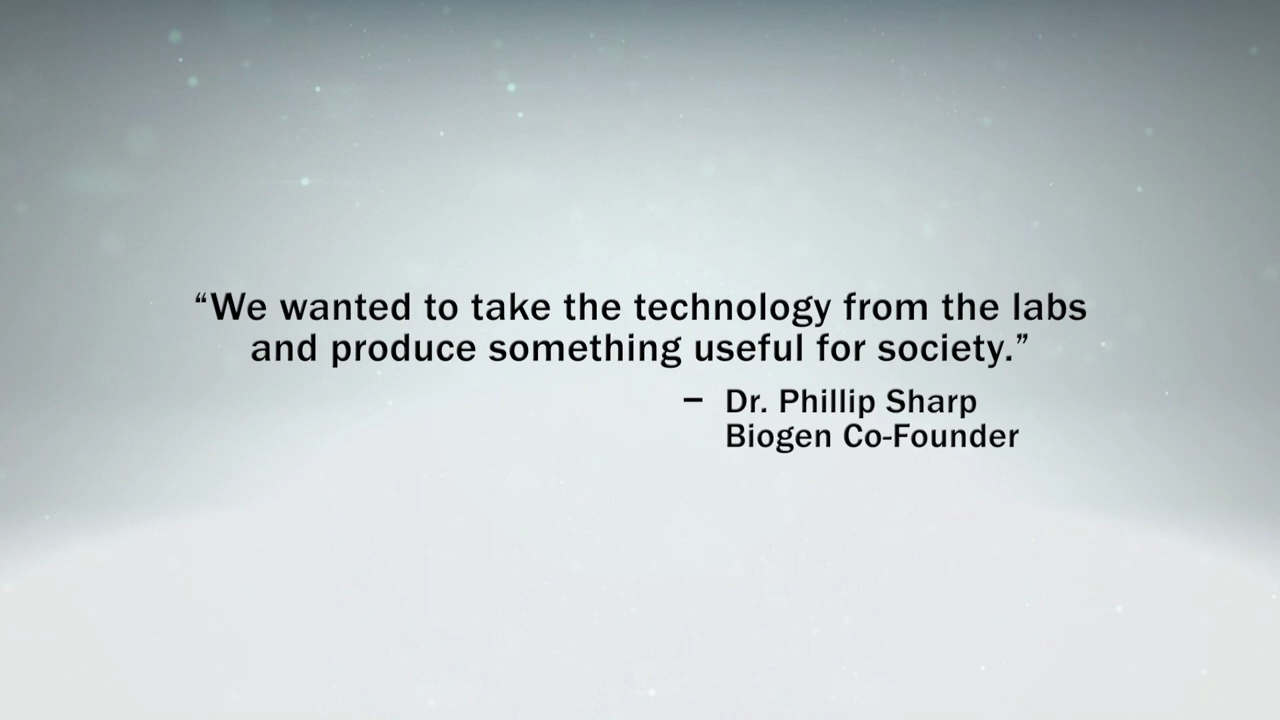 “We wanted to take the technology from the labs
and produce something useful for society.”
– Dr. Phillip Sharp
Biogen Co-Founder